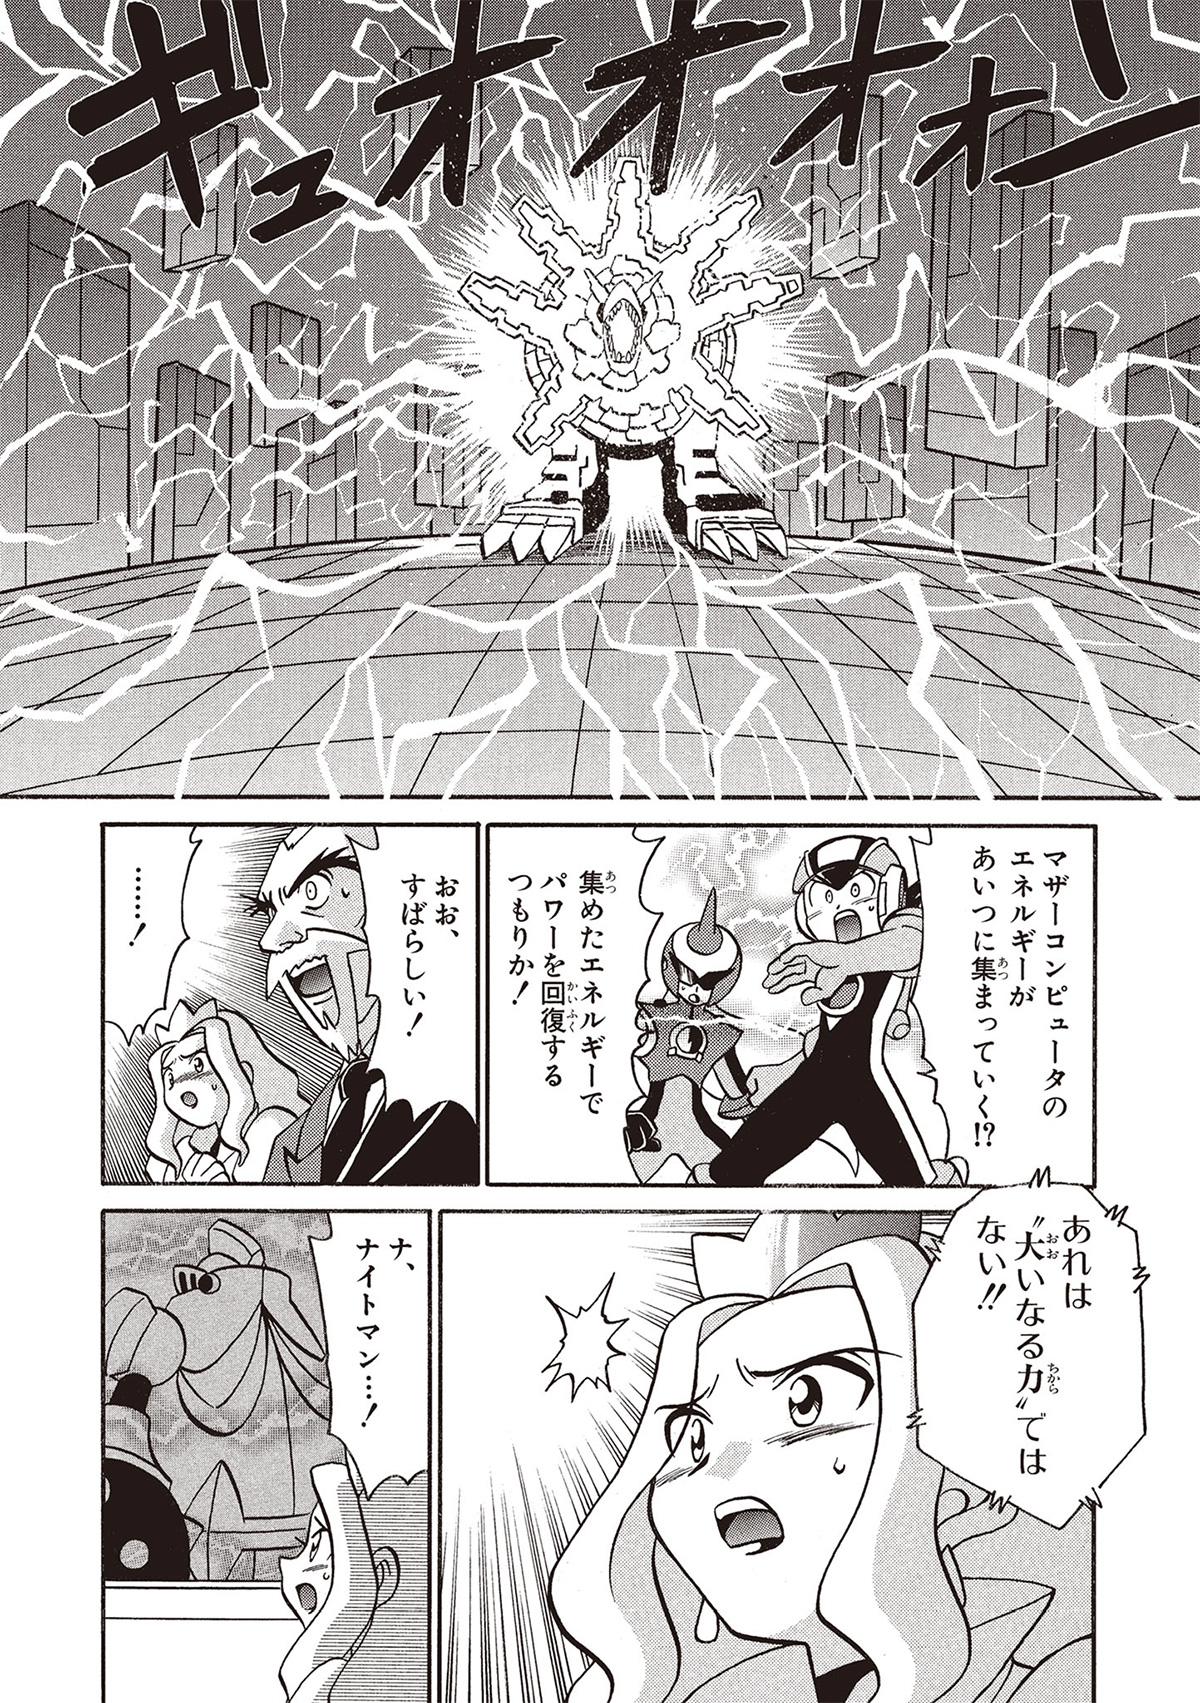 ギュオオオオー
マザーコンピュータの
エネルギーが
あいつに集まっていく!?
集めたエネルギーで
パワーを回復する
つもりか!
おお、
すばらしい!
……!
あれは
〝大いなる力〟では
ない!!
ナ、
ナイトマン…!